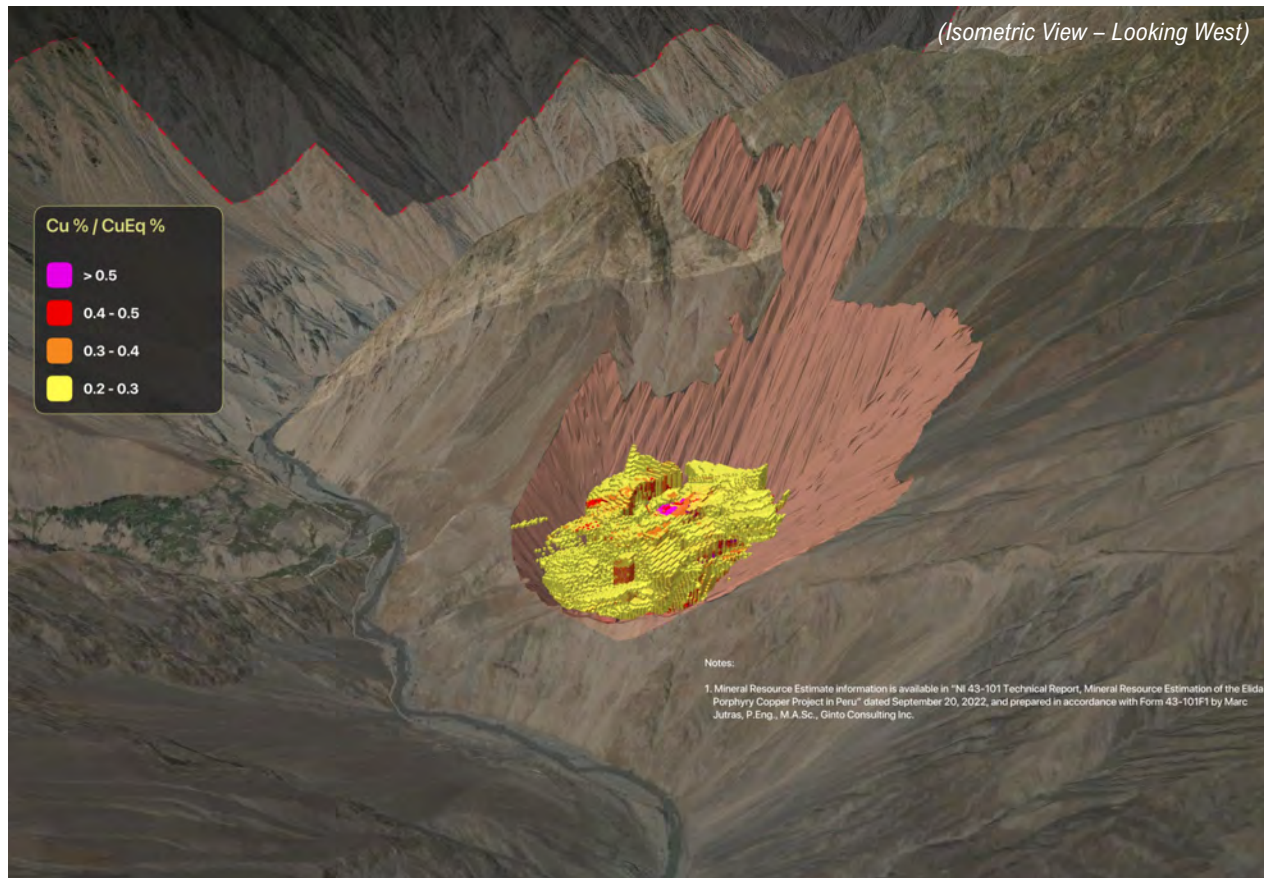 (Isometric View – Looking West)
Cu % / CuEq %
> 0.5
0.4 - 0.5
0.3 - 0.4
0.2 - 0.3
Notes:
1. Mineral Resource Estimate information is available in "NI 43-101 Technical Report, Mineral Resource Estimation of the Elida
Porphyry Copper Project in Peru" dated September 20, 2022, and prepared in accordance with Form 43-101F1 by Marc
Jutras, P.Eng., M.A.Sc., Ginto Consulting Inc.